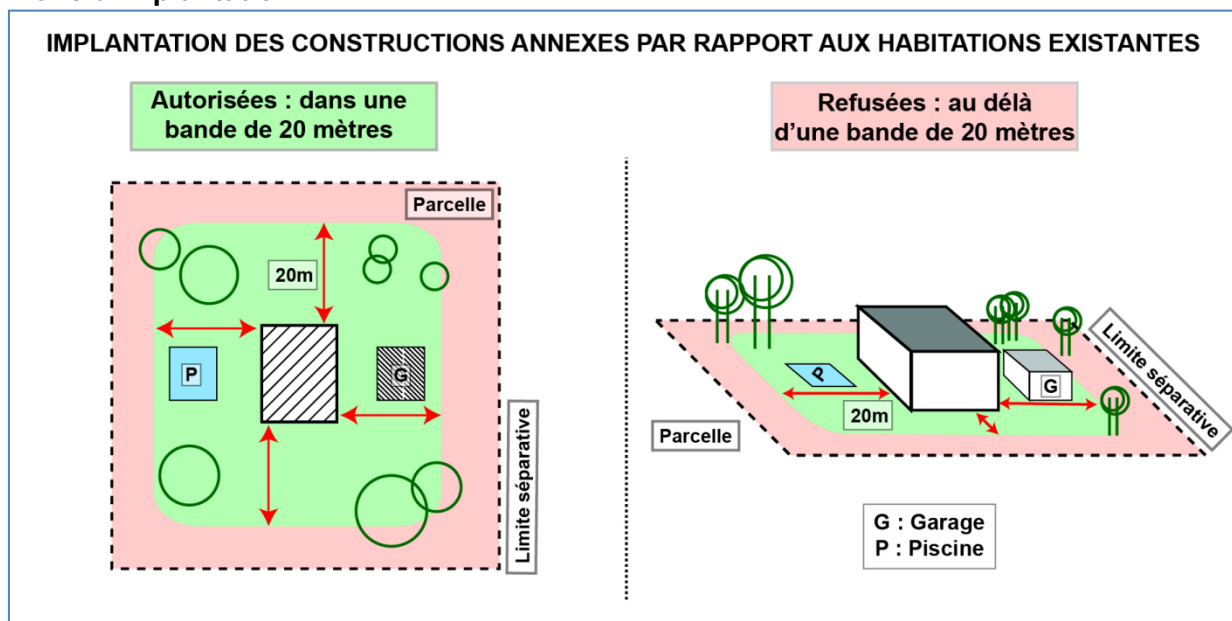 IMPLANTATION DES CONSTRUCTIONS ANNEXES PAR RAPPORT AUX HABITATIONS EXISTANTES
Autorisées : dans une
bande de 20 mètres
Refusées : au délà
d'une bande de 20 mètres
Parcelle
20m
P
G
Limite séparative
Limite séparative
P
G
20m
Parcelle
G : Garage
P : Piscine